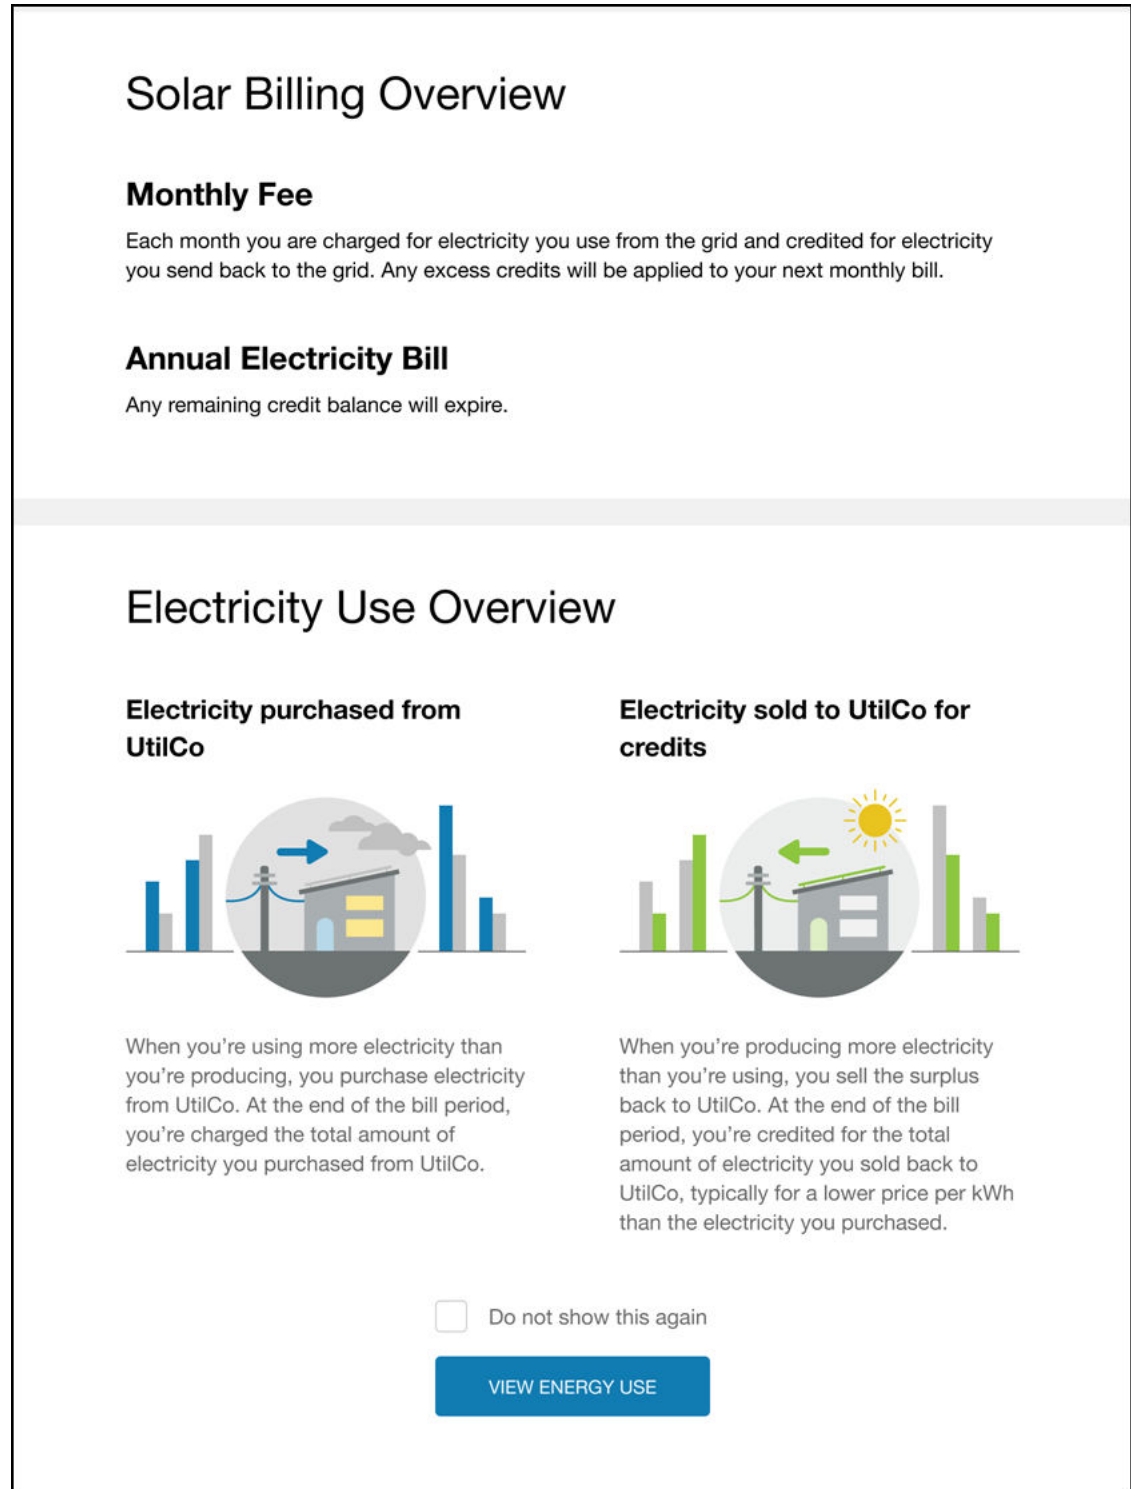 Solar Billing Overview
Monthly Fee
Each month you are charged for electricity you use from the grid and credited for electricity
you send back to the grid. Any excess credits will be applied to your next monthly bill.
Annual Electricity Bill
Any remaining credit balance will expire.
Electricity Use Overview
Electricity purchased from
UtilCo
When you’re using more electricity than
you’re producing, you purchase electricity
from UtilCo. At the end of the bill period,
you’re charged the total amount of
electricity you purchased from UtilCo.
Electricity sold to UtilCo for
credits
When you’re producing more electricity
than you’re using, you sell the surplus
back to UtilCo. At the end of the bill
period, you’re credited for the total
amount of electricity you sold back to
UtilCo, typically for a lower price per kWh
than the electricity you purchased.
Do not show this again
VIEW ENERGY USE